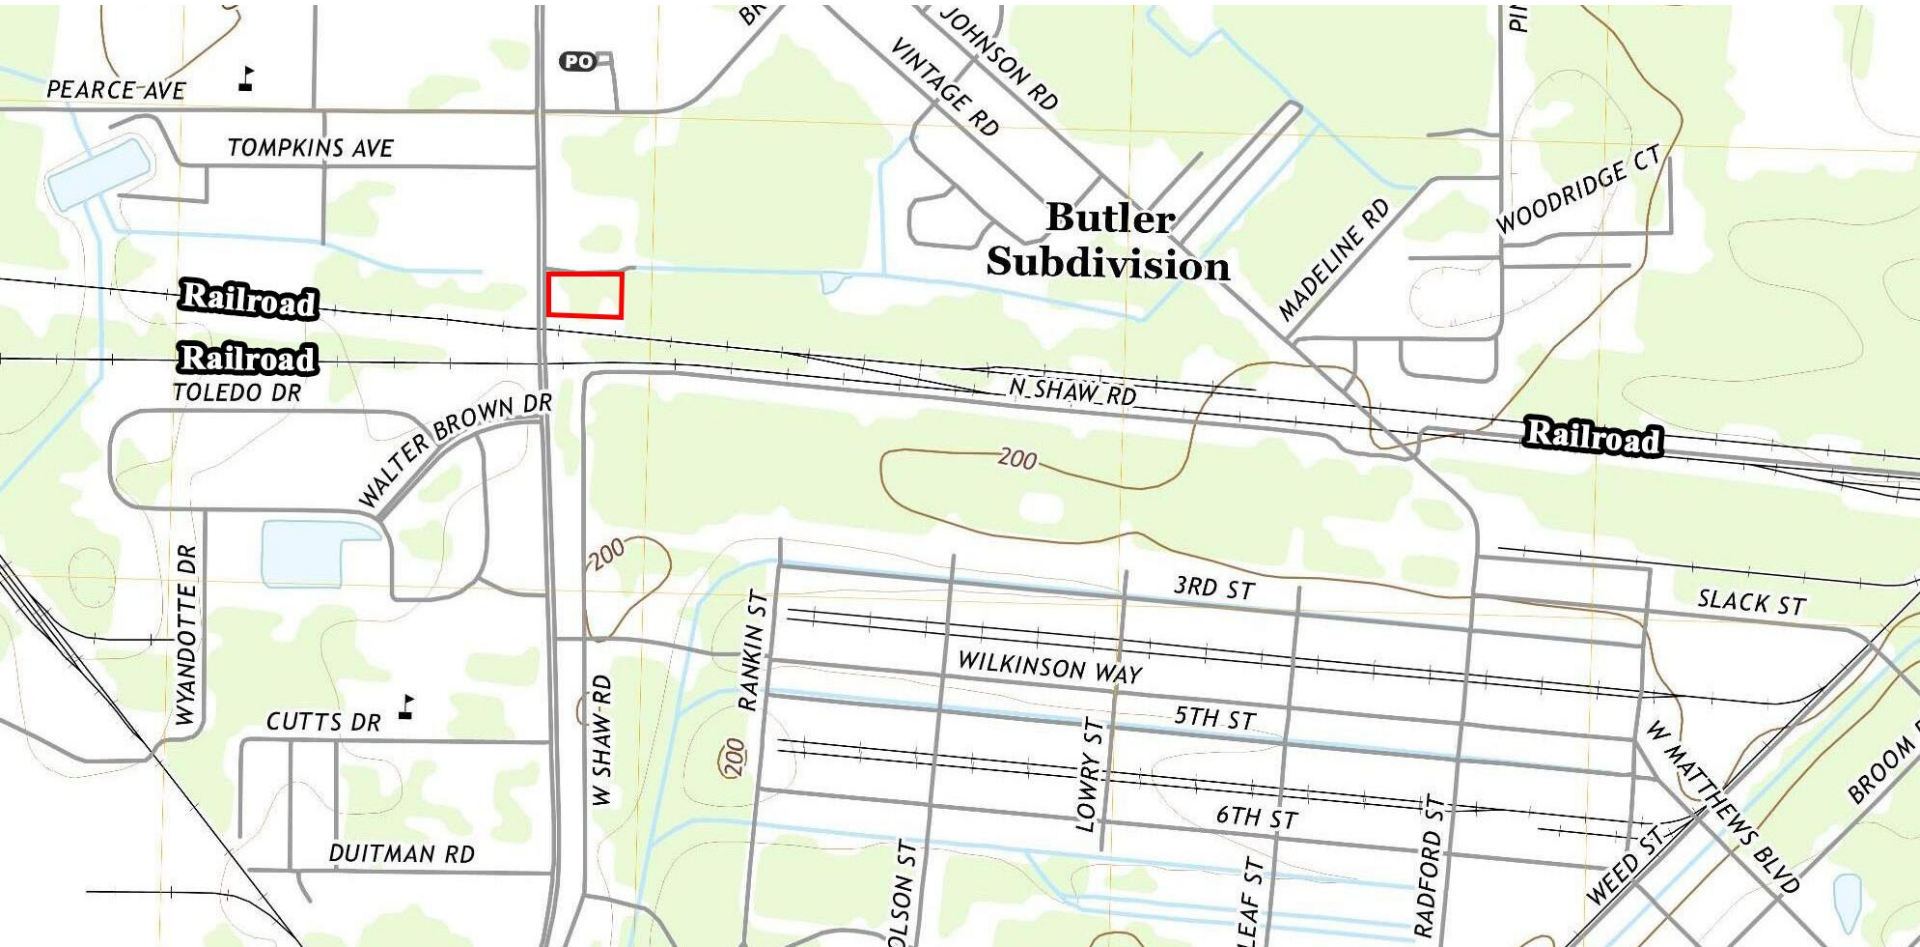 BR
JOHNSON RD
PIN
VINTAGE RD
PO
PEARCE AVE
TOMPKINS AVE
WOODRIDGE CT
Butler
Subdivision
MADELINE RD
Railroad
Railroad
TOLEDO DR
N SHAW RD
WALTER BROWN DR
Railroad
200
200
WYANDOTTE DR
3RD ST
SLACK ST
RANKIN ST
WILKINSON WAY
W SHAW RD
CUTTS DR
5TH ST
200
LOWRY ST
W MATTHEWS BLVD
BROOM
6TH ST
DUITMAN RD
RADFORD ST
WEED ST
OLSON ST
LEAF ST